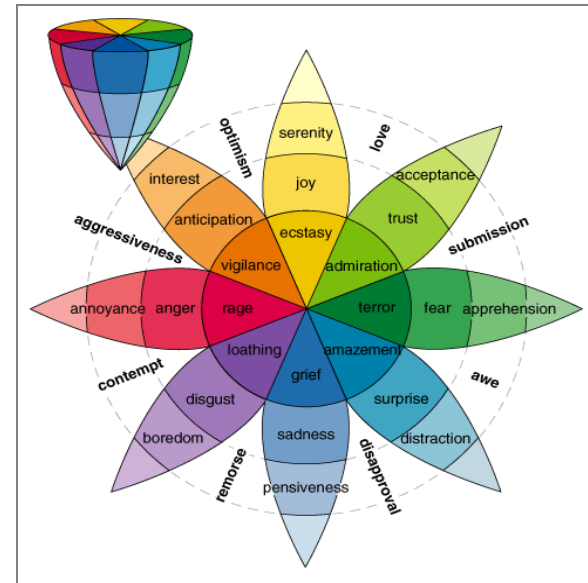 optimism
serenity
love
interest
joy
acceptance
anticipation
trust
aggressiveness
ecstasy
submission
vigilance
admiration
annoyance
anger
rage
terror
fear
apprehension
loathing
amazement
contempt
grief
awe
disgust
surprise
boredom
sadness
distraction
remorse
pensiveness
disapproval